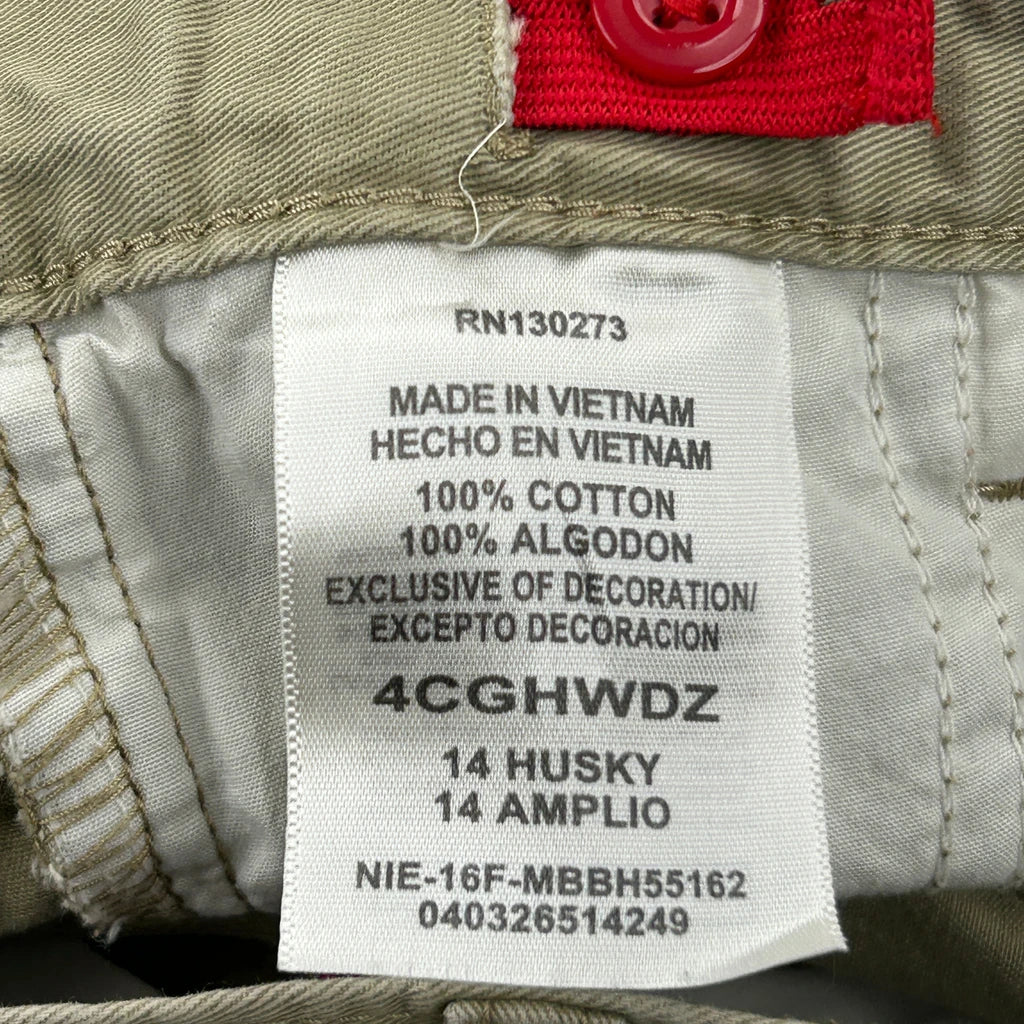 RN130273
MADE IN VIETNAM
HECHO EN VIETNAM
100% COTTON
100% ALGODON
EXCLUSIVE OF DECORATION/
EXCEPTO DECORACION
4CGHWDZ
14 HUSKY
14 AMPLIO
NIE-16F-MBBH55162
040326514249